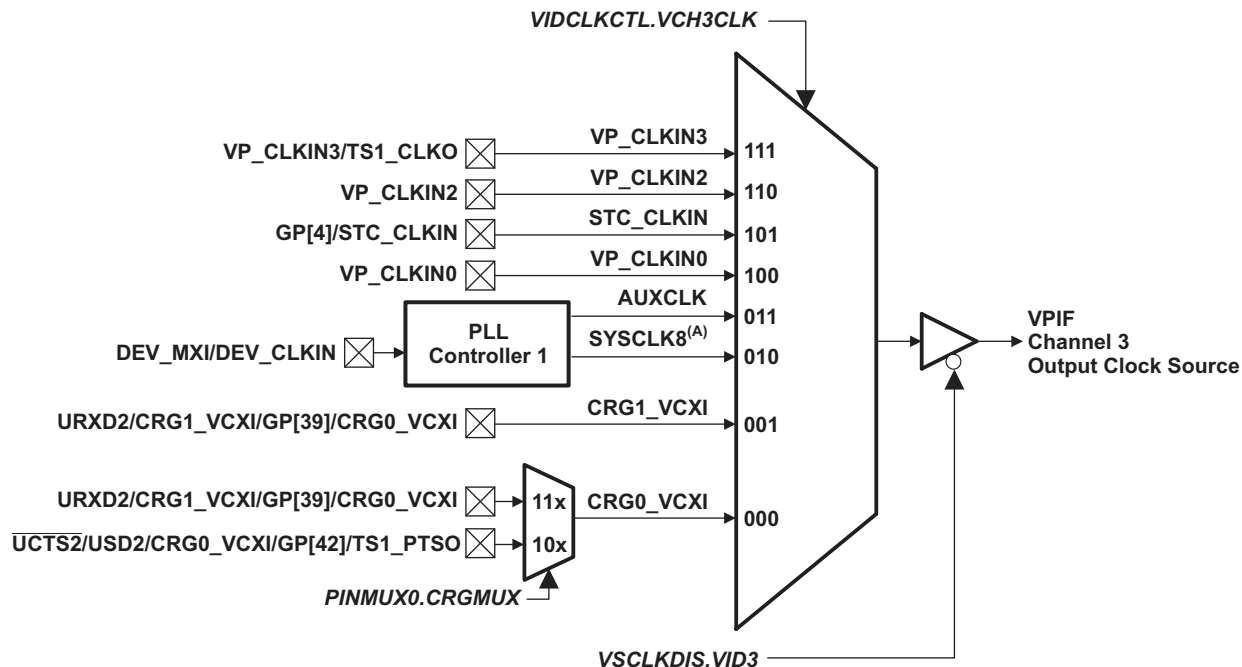 VIDCLKCTL.VCH3CLK
VP_CLKIN3/TS1_CLKO VP_CLKIN3 111
VP_CLKIN2 VP_CLKIN2 110
GP[4]/STC_CLKIN STC_CLKIN 101
VP_CLKIN0 VP_CLKIN0 100
AUXCLK 011
DEV_MXI/DEV_CLKIN PLL
Controller 1
SYSCLK8(A) 010
VPIF
Channel 3
Output Clock Source
URXD2/CRG1_VCXI/GP[39]/CRG0_VCXI CRG1_VCXI 001
URXD2/CRG1_VCXI/GP[39]/CRG0_VCXI 11x CRG0_VCXI 000
UCTS2/USD2/CRG0_VCXI/GP[42]/TS1_PTSO 10x
PINMUX0.CRGMUX
VSCLKDIS.VID3